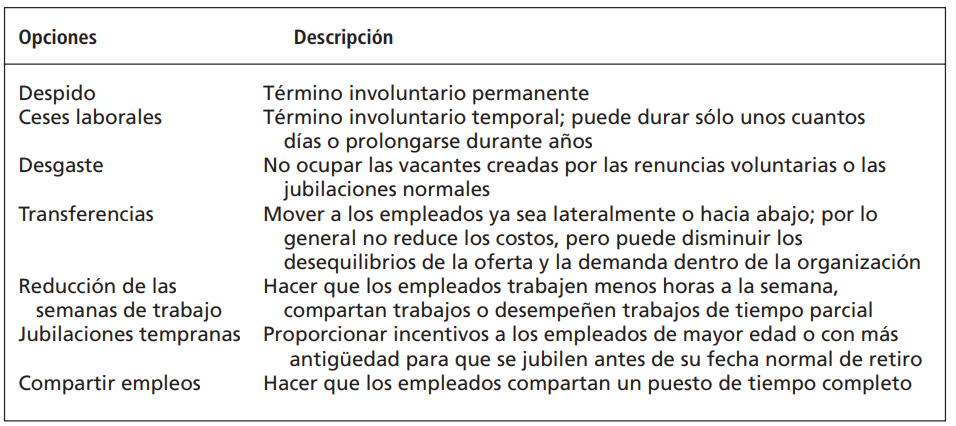 Opciones Descripción
Despido Término involuntario permanente
Ceses laborales Término involuntario temporal; puede durar sólo unos cuantos
días o prolongarse durante años
Desgaste No ocupar las vacantes creadas por las renuncias voluntarias o las
jubilaciones normales
Transferencias Mover a los empleados ya sea lateralmente o hacia abajo; por lo
general no reduce los costos, pero puede disminuir los
desequilibrios de la oferta y la demanda dentro de la organización
Reducción de las Hacer que los empleados trabajen menos horas a la semana,
semanas de trabajo compartan trabajos o desempeñen trabajos de tiempo parcial
Jubilaciones tempranas Proporcionar incentivos a los empleados de mayor edad o con más
antigüedad para que se jubilen antes de su fecha normal de retiro
Compartir empleos Hacer que los empleados compartan un puesto de tiempo completo